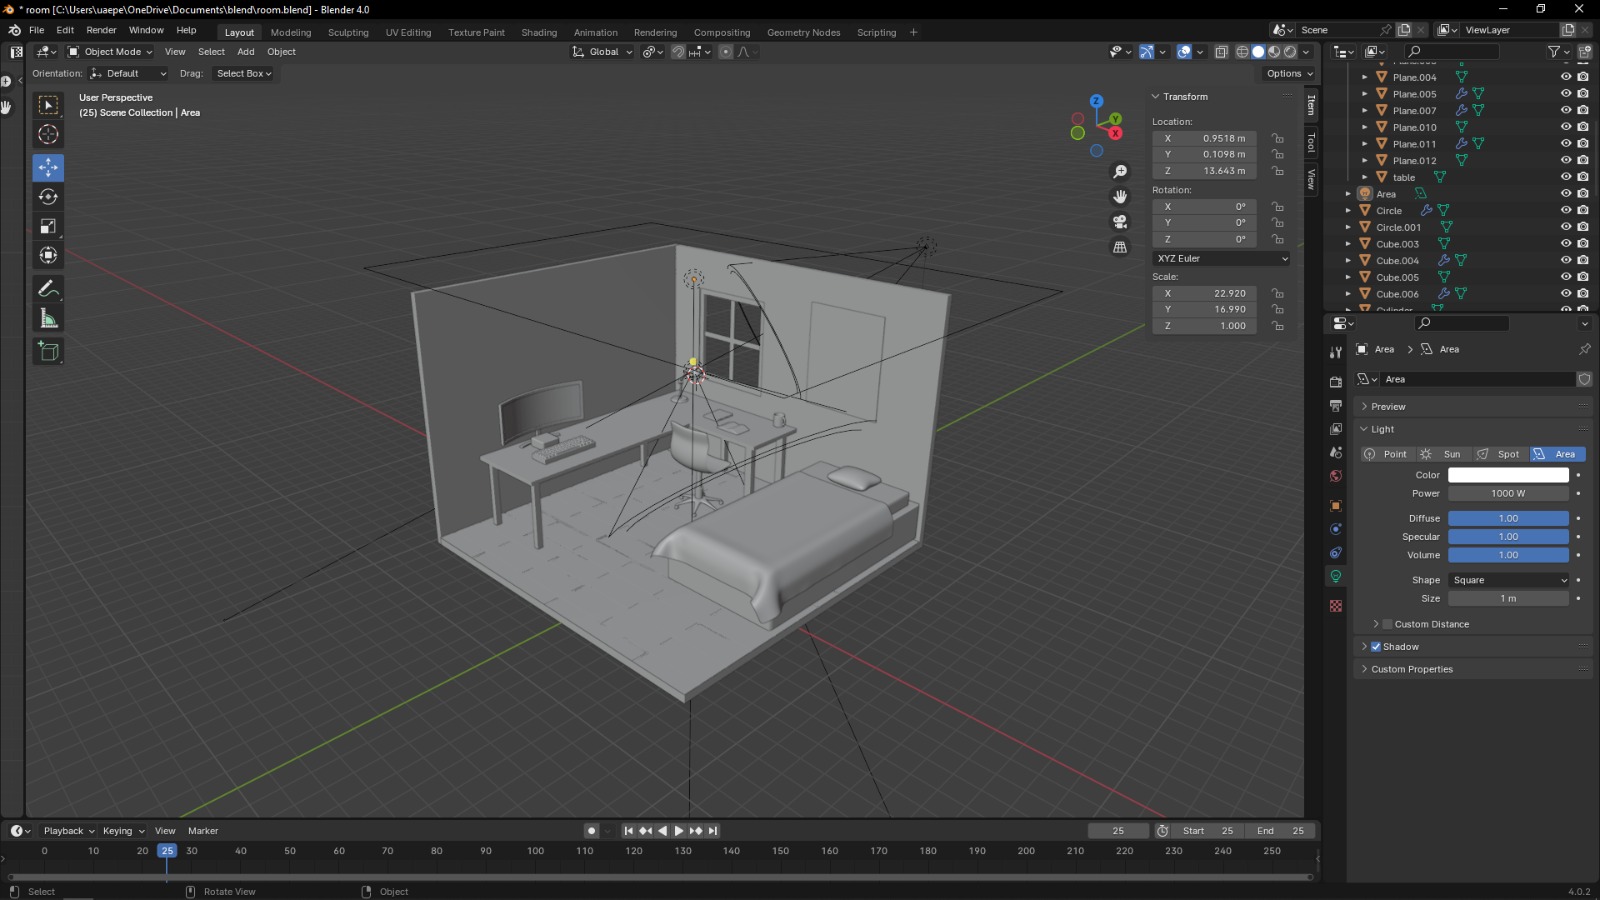 * room [C:\Users\uaepe\OneDrive\Documents\blend\room.blend] - Blender 4.0
File Edit Render Window Help
Layout Modeling Sculpting UV Editing Texture Paint Shading Animation Rendering Compositing Geometry Nodes Scripting +
Scene
ViewLayer
Object Mode View Select Add Object
Global
Orientation: Default Drag: Select Box
Options
User Perspective
(25) Scene Collection | Area
Z
Y
X
Transform
Location:
X 0.9518 m
Y 0.1098 m
Z 13.643 m
Rotation:
X 0°
Y 0°
Z 0°
XYZ Euler
Scale:
X 22.920
Y 16.990
Z 1.000
Item
Tool
View
Plane.004
Plane.005
Plane.007
Plane.010
Plane.011
Plane.012
table
Area
Circle
Circle.001
Cube.003
Cube.004
Cube.005
Cube.006
Cylinder
Area > Area
Area
Preview
Light
Point Sun Spot Area
Color
Power 1000 W
Diffuse 1.00
Specular 1.00
Volume 1.00
Shape Square
Size 1 m
Custom Distance
Shadow
Custom Properties
Playback Keying View Marker
25
Start 25 End 25
0 10 20 25 30 40 50 60 70 80 90 100 110 120 130 140 150 160 170 180 190 200 210 220 230 240 250
Select Rotate View Object
4.0.2